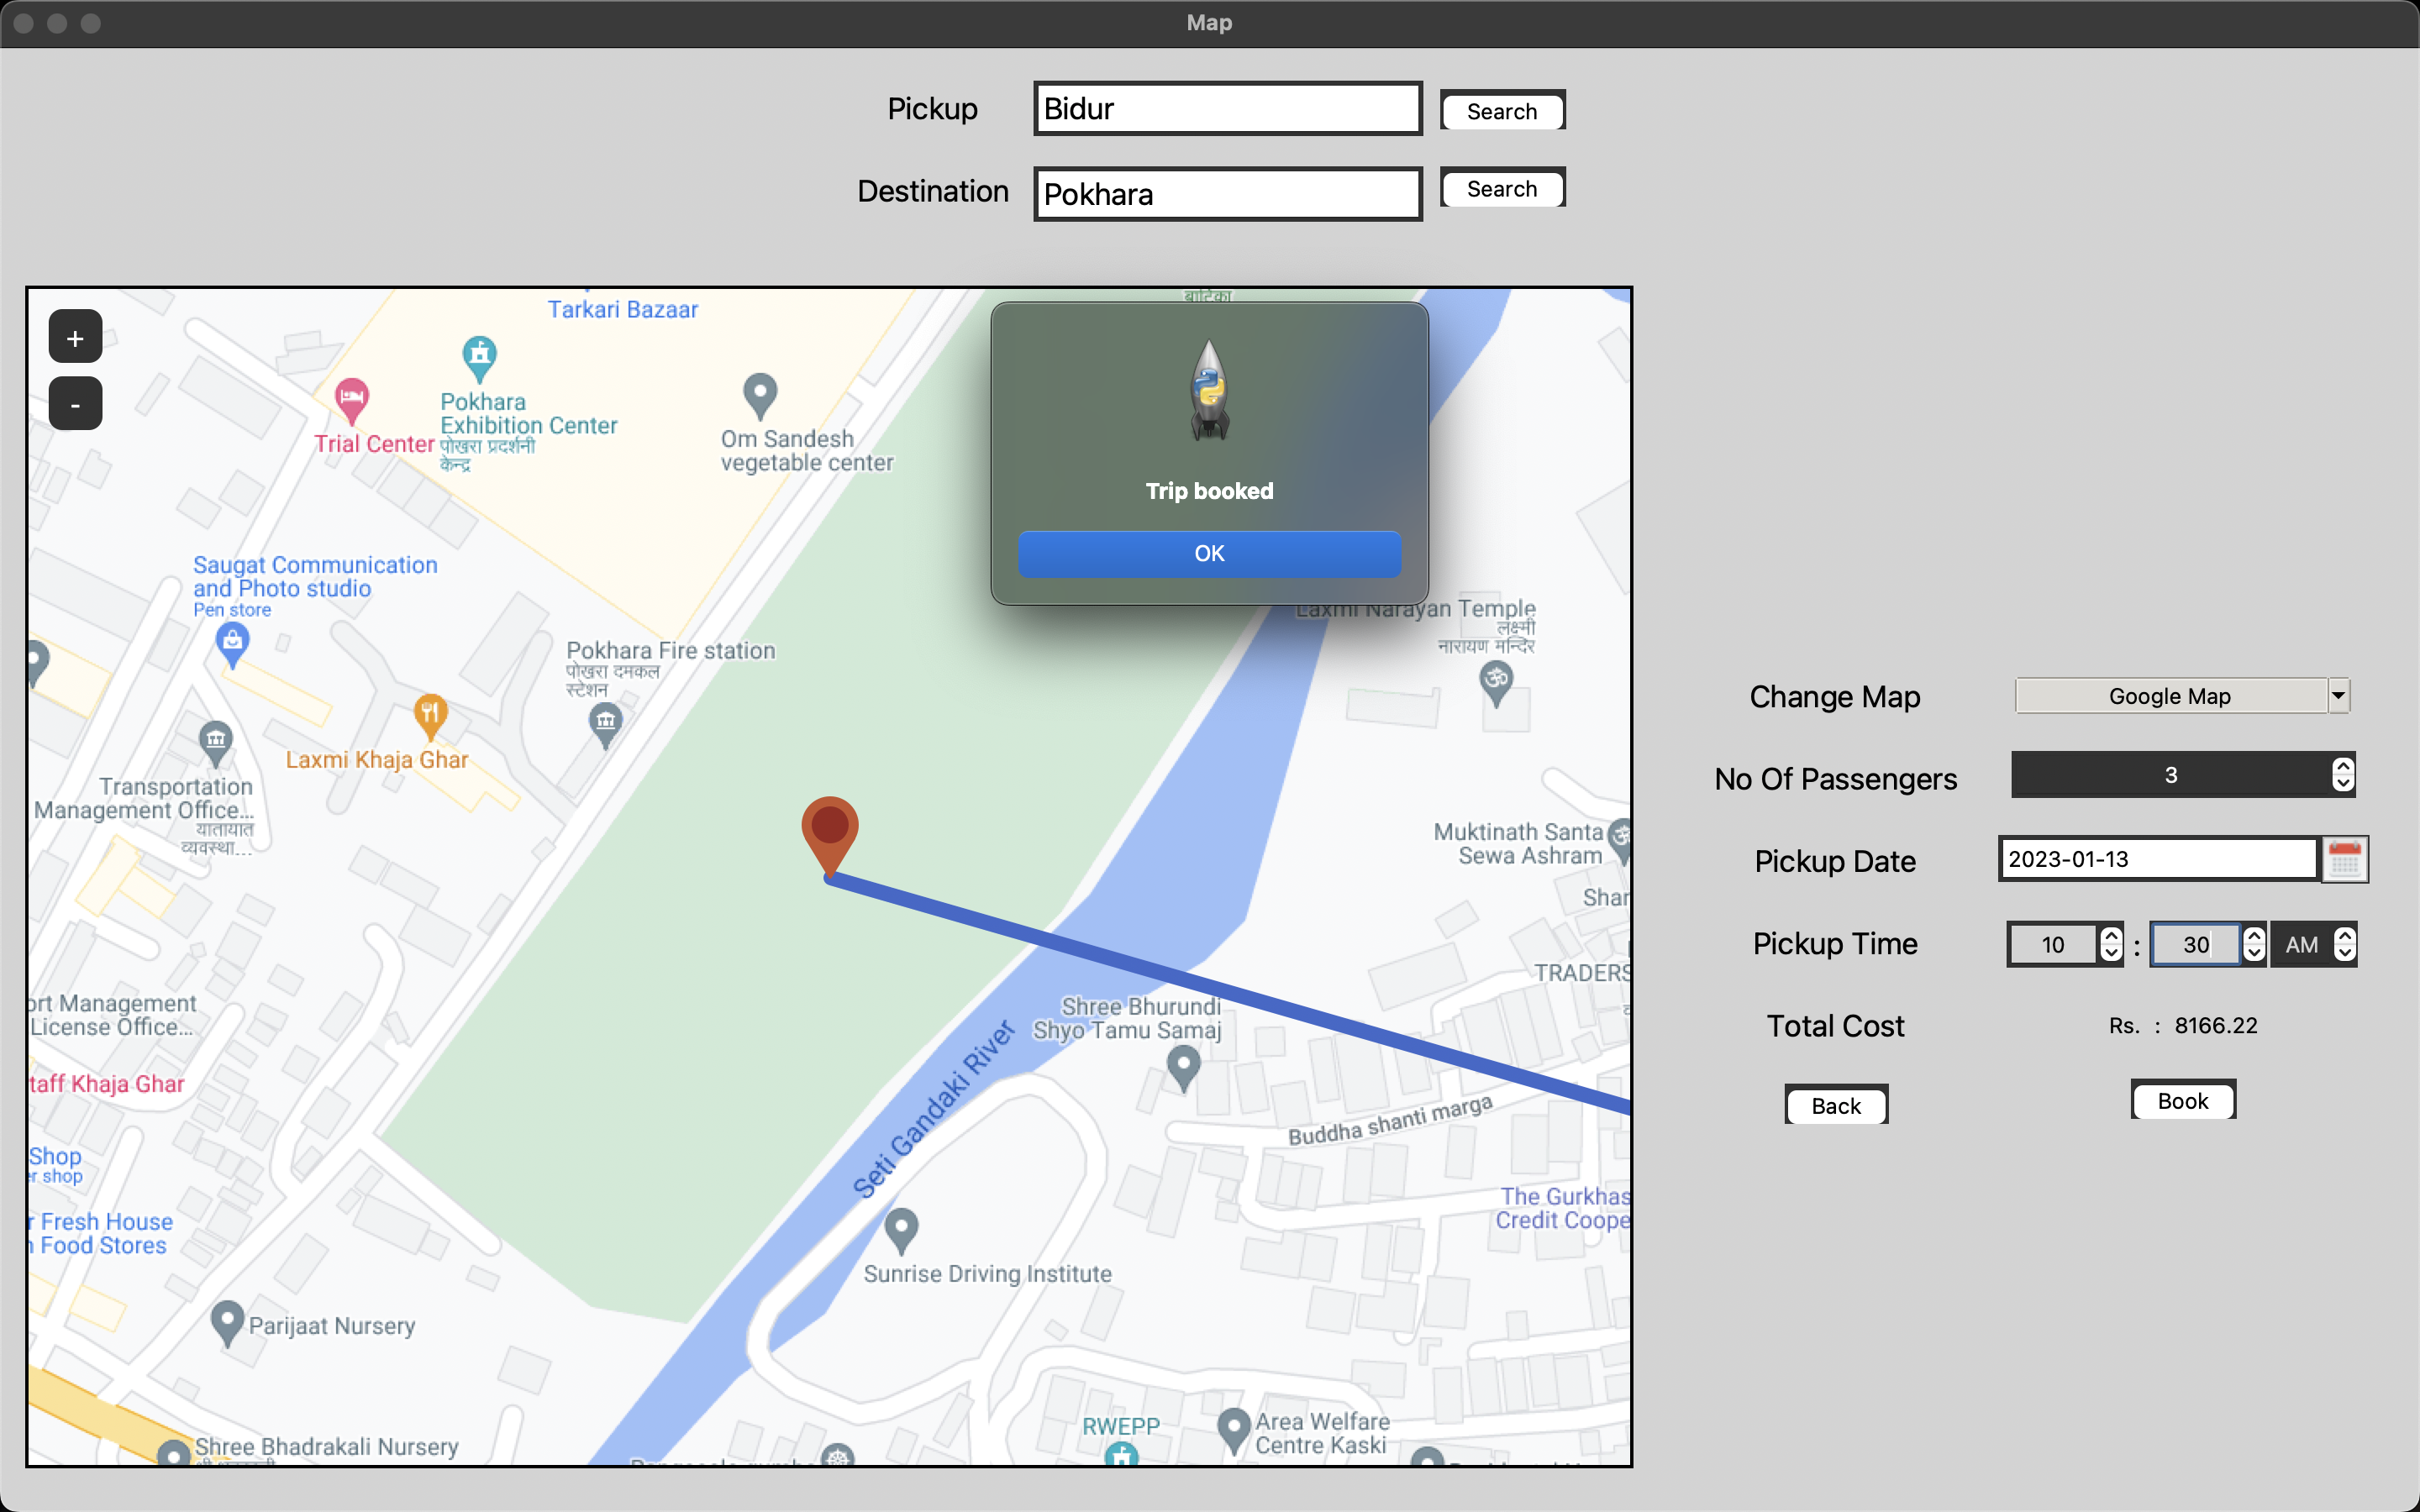 Map
Pickup
Bidur
Search
Destination
Pokhara
Search
+
-
Tarkari Bazaar
Pokhara
Exhibition Center
पोखरा प्रदर्शनी
केन्द्र
Trial Center
Om Sandesh
vegetable center
बाटिका
Trip booked
OK
Saugat Communication
and Photo studio
Pen store
Pokhara Fire station
पोखरा दमकल
स्टेशन
Laxmi Khaja Ghar
Transportation
Management Office...
यातायात
व्यवस्था...
Laxmi Narayan Temple
लक्ष्मी
नारायण मन्दिर
Muktinath Santa
Sewa Ashram
Shar
TRADERS
ort Management
License Office...
Shree Bhurundi
Shyo Tamu Samaj
Seti Gandaki River
taff Khaja Ghar
Buddha shanti marga
Shop
er shop
r Fresh House
n Food Stores
The Gurkhas
Credit Coope
Sunrise Driving Institute
Parijaat Nursery
RWEPP
Area Welfare
Centre Kaski
Shree Bhadrakali Nursery
Change Map
Google Map
No Of Passengers
3
Pickup Date
2023-01-13
Pickup Time
10 : 30 AM
Total Cost
Rs. : 8166.22
Back
Book